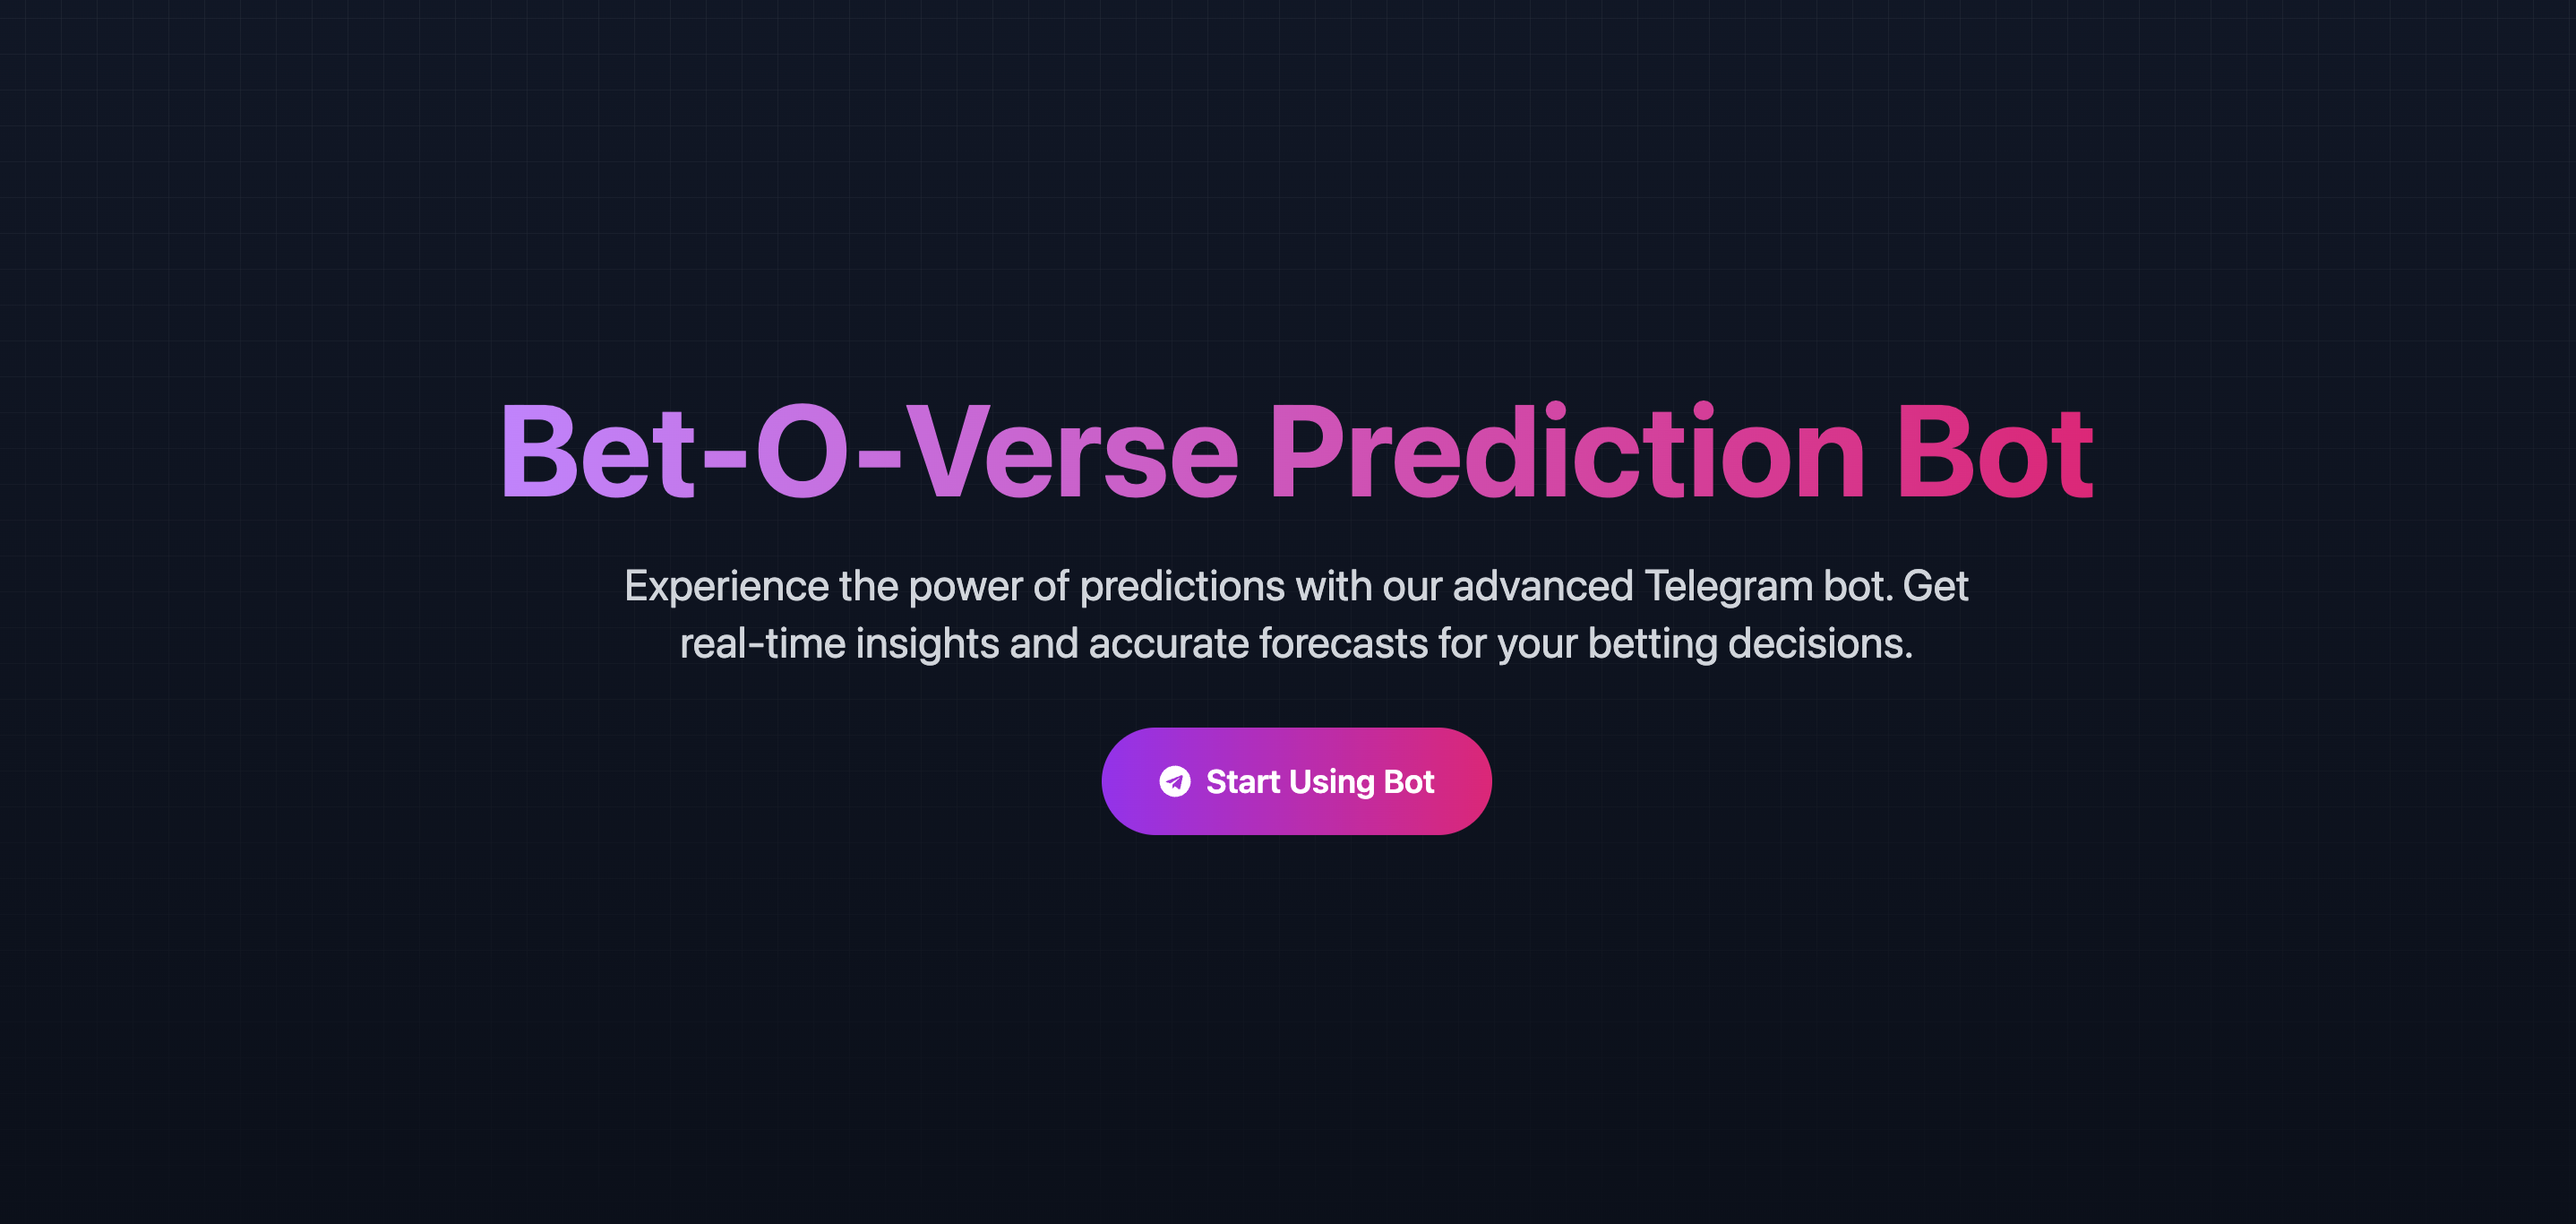 Bet-O-Verse Prediction Bot
Experience the power of predictions with our advanced Telegram bot. Get
real-time insights and accurate forecasts for your betting decisions.
Start Using Bot